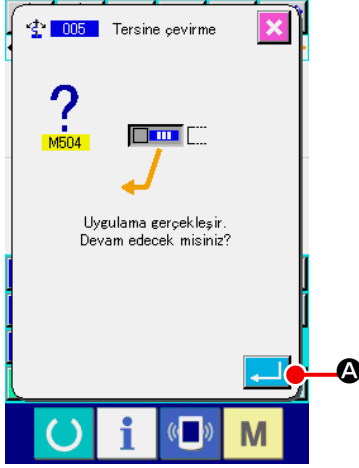 005 Tersine çevirme
M504
Uygulama gerçekleşir.
Devam edecek misiniz?
A
i M